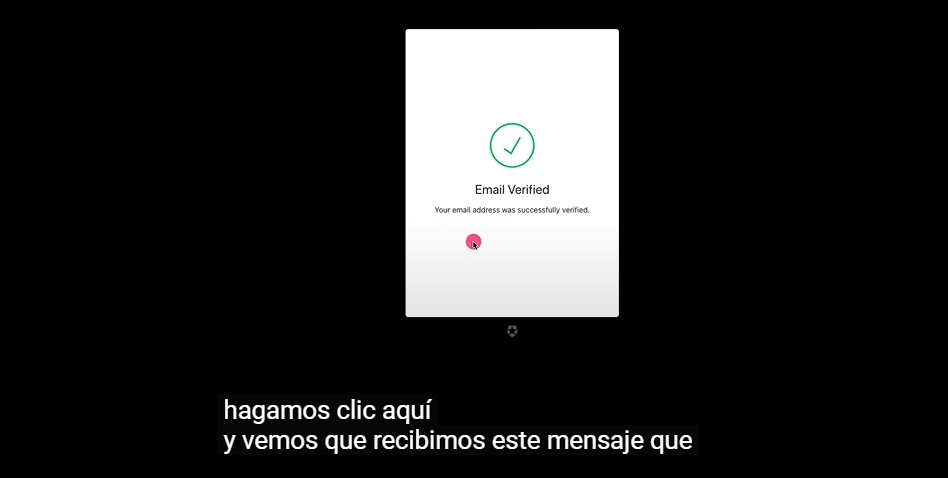 Email Verified
Your email address was successfully verified.
hagamos clic aquí
y vemos que recibimos este mensaje que